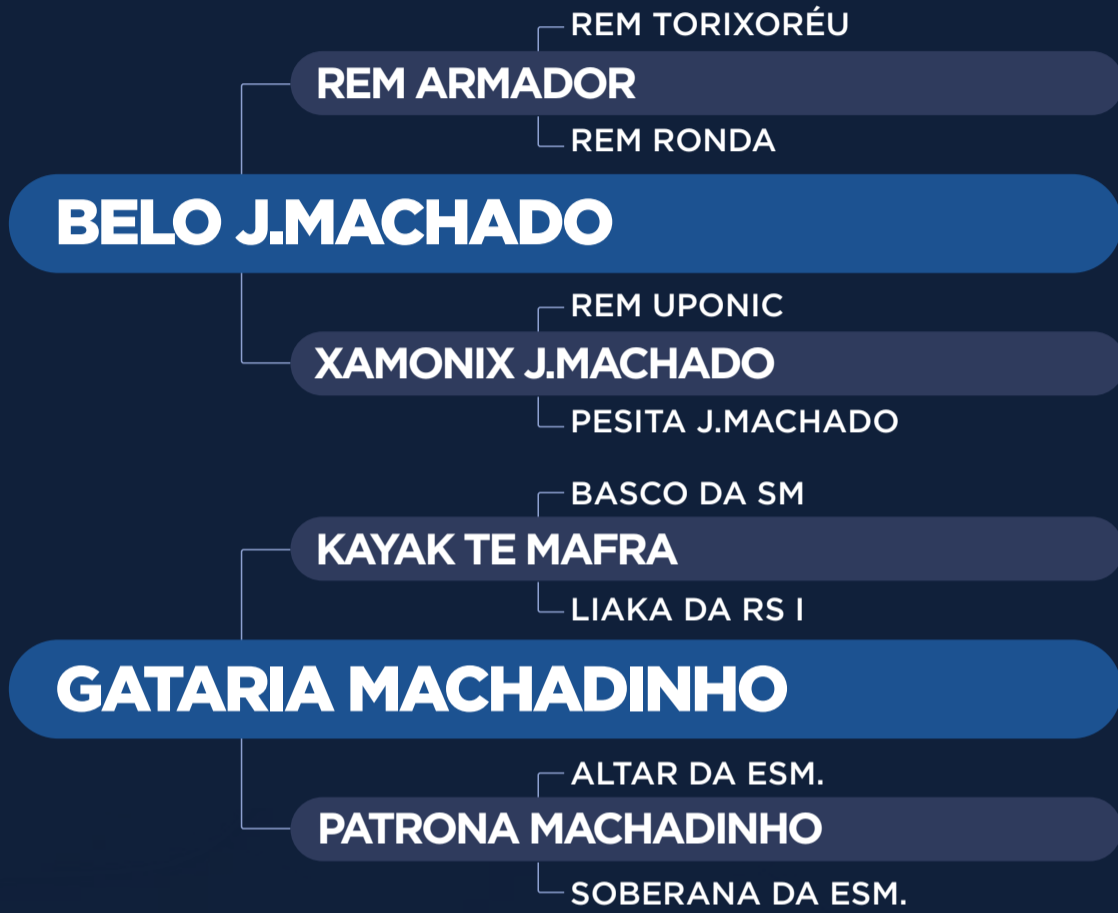 REM TORIXORÉU
REM ARMADOR
REM RONDA
BELO J.MACHADO
REM UPONIC
XAMONIX J.MACHADO
PESITA J.MACHADO
BASCO DA SM
KAYAK TE MAFRA
LIAKA DA RS I
GATARIA MACHADINHO
ALTAR DA ESM.
PATRONA MACHADINHO
SOBERANA DA ESM.